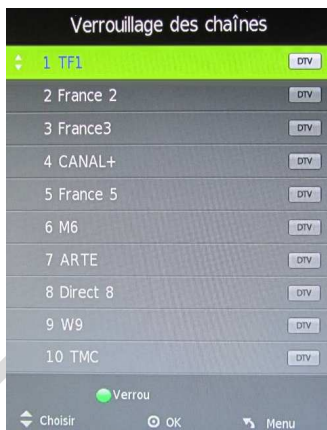 Verrouillage des chaînes
1 TF1 DTV
2 France 2 DTV
3 France3 DTV
4 CANAL+ DTV
5 France 5 DTV
6 M6 DTV
7 ARTE DTV
8 Direct 8 DTV
9 W9 DTV
10 TMC DTV
Verrou
Choisir OK Menu